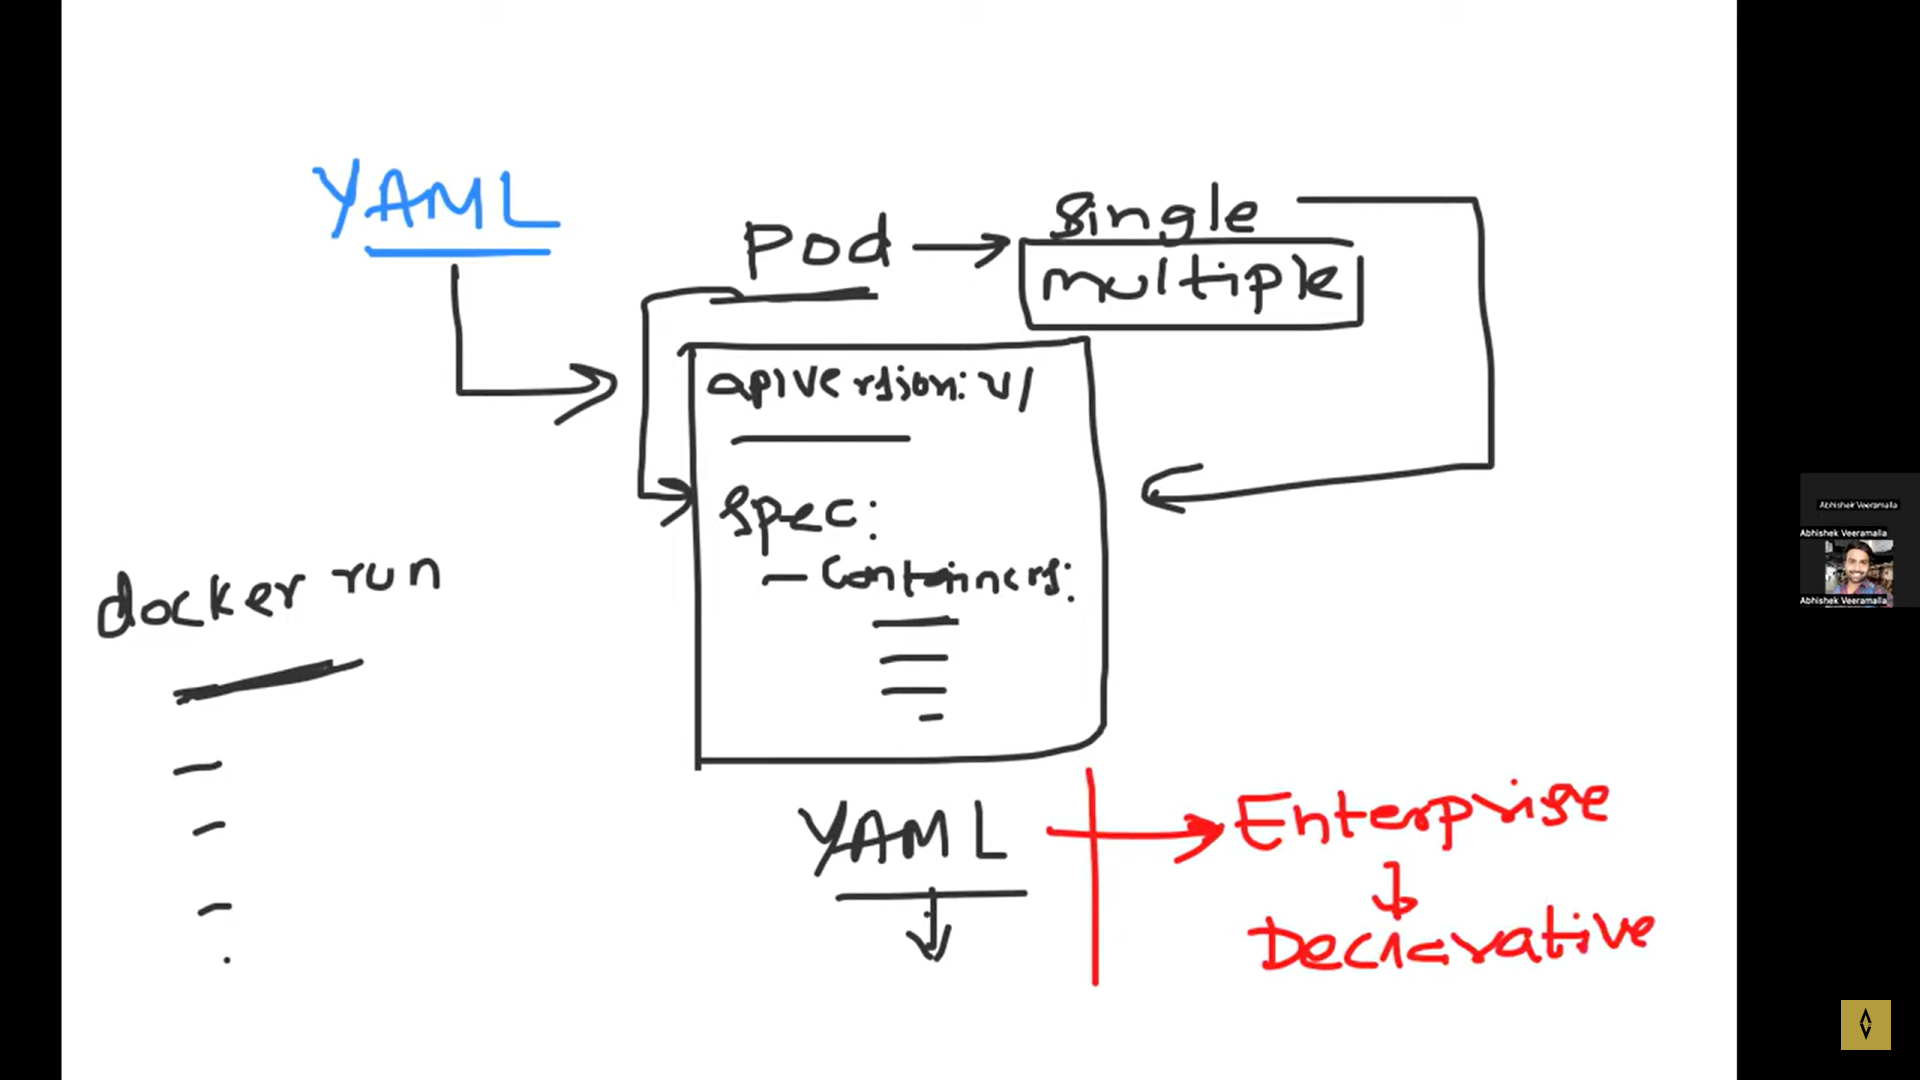 YAML
pod
single
multiple
apiVersion: v1
spec:
- containers:
docker run
YAML
Enterprise
Declarative
Abhishek Veeramalla
Abhishek Veeramalla
Abhishek Veeramalla